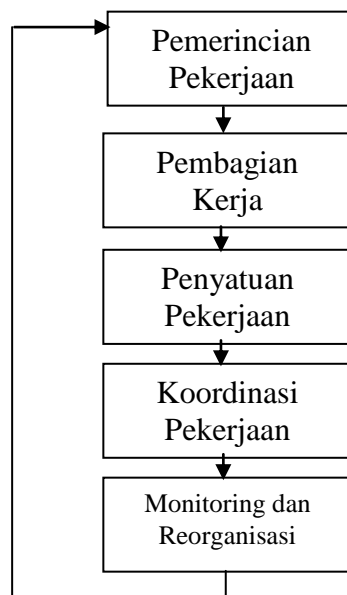 Pemerincian
Pekerjaan
Pembagian
Kerja
Penyatuan
Pekerjaan
Koordinasi
Pekerjaan
Monitoring dan
Reorganisasi